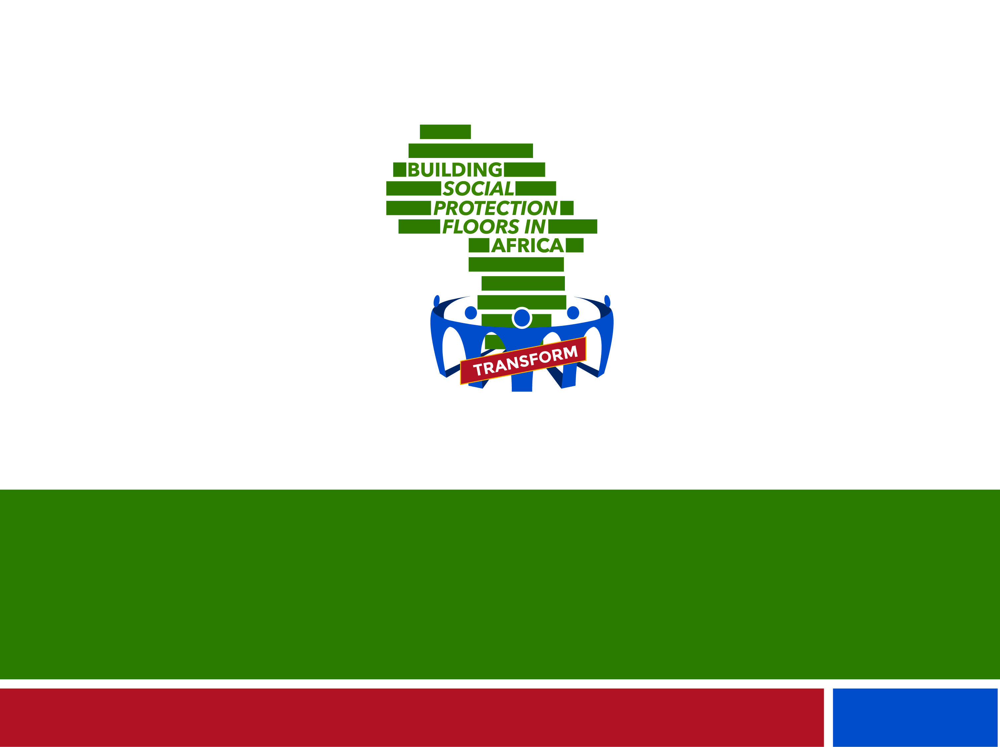 BUILDING
SOCIAL
PROTECTION
FLOORS IN
AFRICA
TRANSFORM